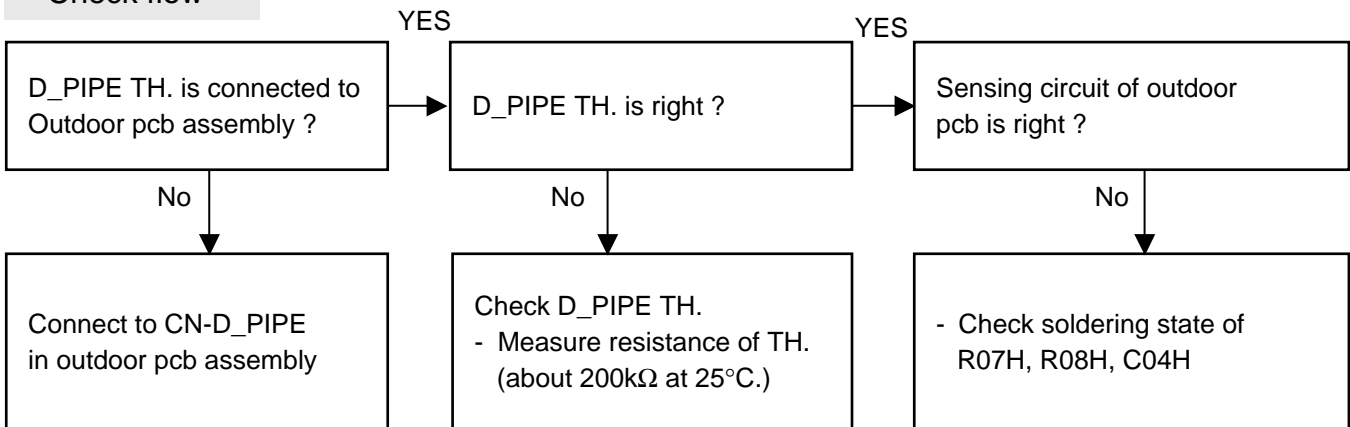 Check flow
YES
YES
D_PIPE TH. is connected to
Outdoor pcb assembly ?
D_PIPE TH. is right ?
Sensing circuit of outdoor
pcb is right ?
No
No
No
Connect to CN-D_PIPE
in outdoor pcb assembly
Check D_PIPE TH.
- Measure resistance of TH.
(about 200kΩ at 25°C.)
- Check soldering state of
R07H, R08H, C04H